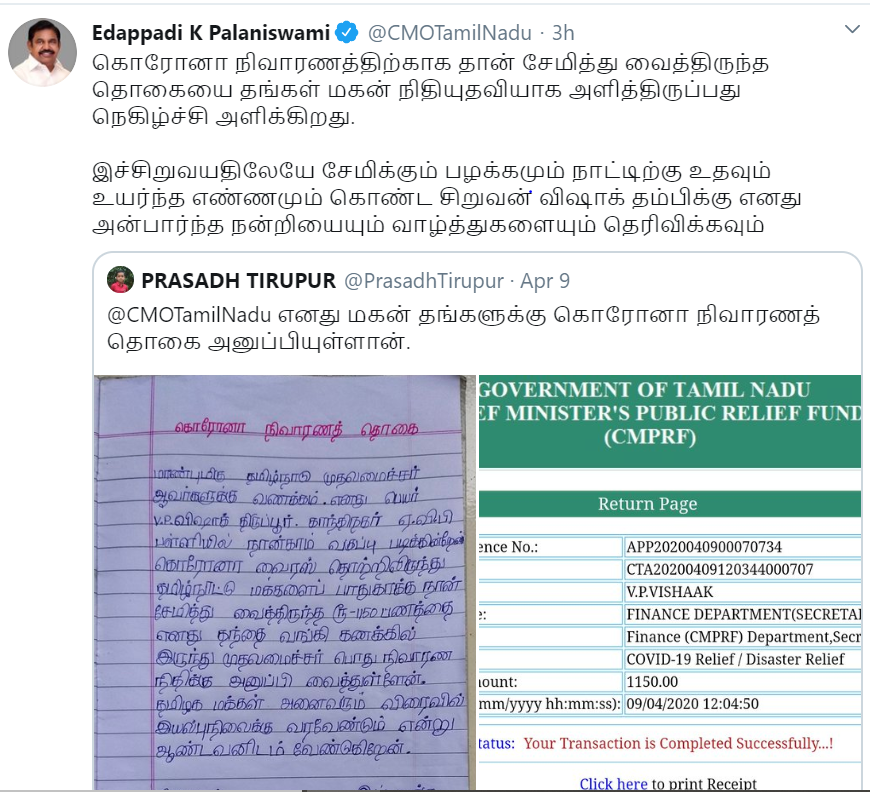 Edappadi K Palaniswami @CMOTamilNadu · 3h
கொரோனா நிவாரணத்திற்காக தான் சேமித்து வைத்திருந்த
தொகையை தங்கள் மகன் நிதியுதவியாக அளித்திருப்பது
நெகிழ்ச்சி அளிக்கிறது.
இச்சிறுவயதிலேயே சேமிக்கும் பழக்கமும் நாட்டிற்கு உதவும்
உயர்ந்த எண்ணமும் கொண்ட சிறுவன்' விஷாக் தம்பிக்கு எனது
அன்பார்ந்த நன்றியையும் வாழ்த்துகளையும் தெரிவிக்கவும்
PRASADH TIRUPUR @PrasadhTirupur · Apr 9
@CMOTamilNadu எனது மகன் தங்களுக்கு கொரோனா நிவாரணத்
தொகை அனுப்பியுள்ளான்.
கொரோனா நிவாரணத் தொகை
மாண்புமிகு தமிழ்நாடு முதலமைச்சர்
அவர்களுக்கு வணக்கம். எனது பெயர்
V.P.விஷாக் திருப்பூர். காந்திநகர் ஏ.வி.பி
பள்ளியில் நான்காம் வகுப்பு படிக்கின்றேன்
கொரோனா வைரஸ் தொற்றிலிருந்து
தமிழ்நாட்டு மக்களைப் பாதுகாக்க நான்
சேமித்து வைத்திருந்த பணத்தை
எனது தந்தை வங்கி கணக்கில்
இருந்து முதலமைச்சர் பொது நிவாரண
நிதிக்கு அனுப்பி வைத்துள்ளேன்.
தமிழக மக்கள் அனைவரும் விரைவில்
இயல்புநிலைக்கு வரவேண்டும் என்று
ஆண்டவனிடம் வேண்டுகிறேன்.
GOVERNMENT OF TAMIL NADU
EF MINISTER'S PUBLIC RELIEF FUND
(CMPRF)
Return Page
ence No.: APP2020040900070734
CTA20200409120344000707
V.P.VISHAAK
e: FINANCE DEPARTMENT(SECRETA
Finance (CMPRF) Department,Secr
COVID-19 Relief / Disaster Relief
ount: 1150.00
mm/yyyy hh:mm:ss): 09/04/2020 12:04:50
tatus: Your Transaction is Completed Successfully...!
Click here to print Receipt